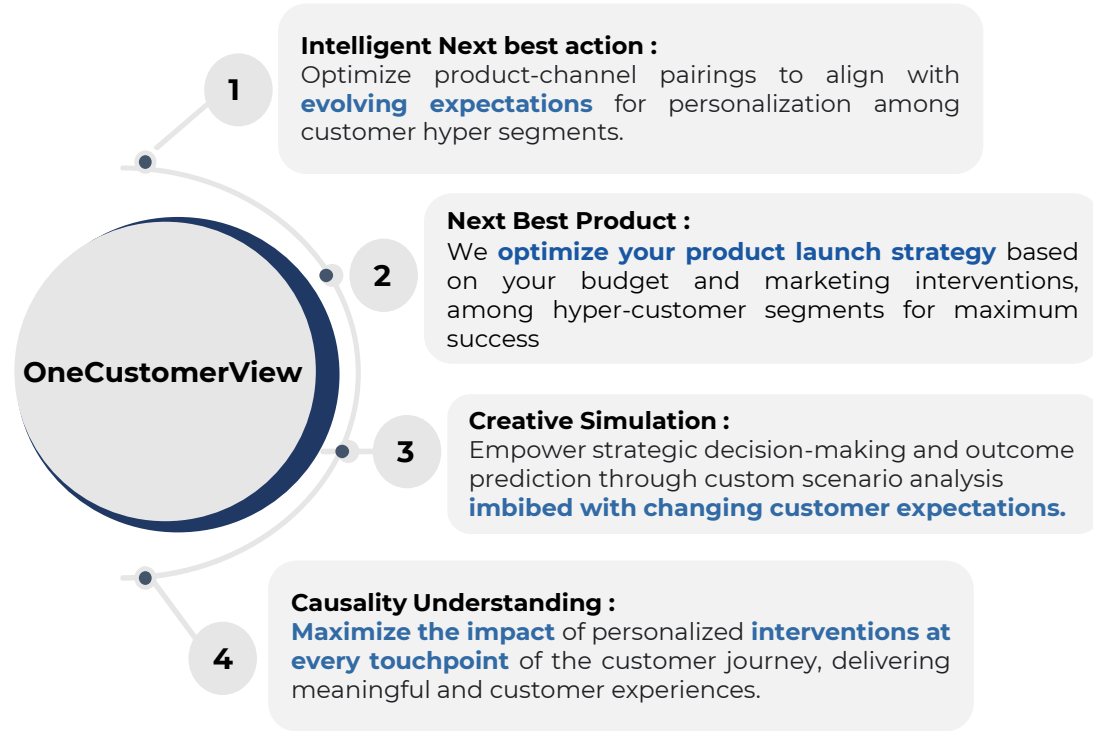 1
Intelligent Next best action :
Optimize product-channel pairings to align with
evolving expectations for personalization among
customer hyper segments.
2
Next Best Product :
We optimize your product launch strategy based
on your budget and marketing interventions,
among hyper-customer segments for maximum
success
OneCustomerView
3
Creative Simulation :
Empower strategic decision-making and outcome
prediction through custom scenario analysis
imbibed with changing customer expectations.
4
Causality Understanding :
Maximize the impact of personalized interventions at
every touchpoint of the customer journey, delivering
meaningful and customer experiences.